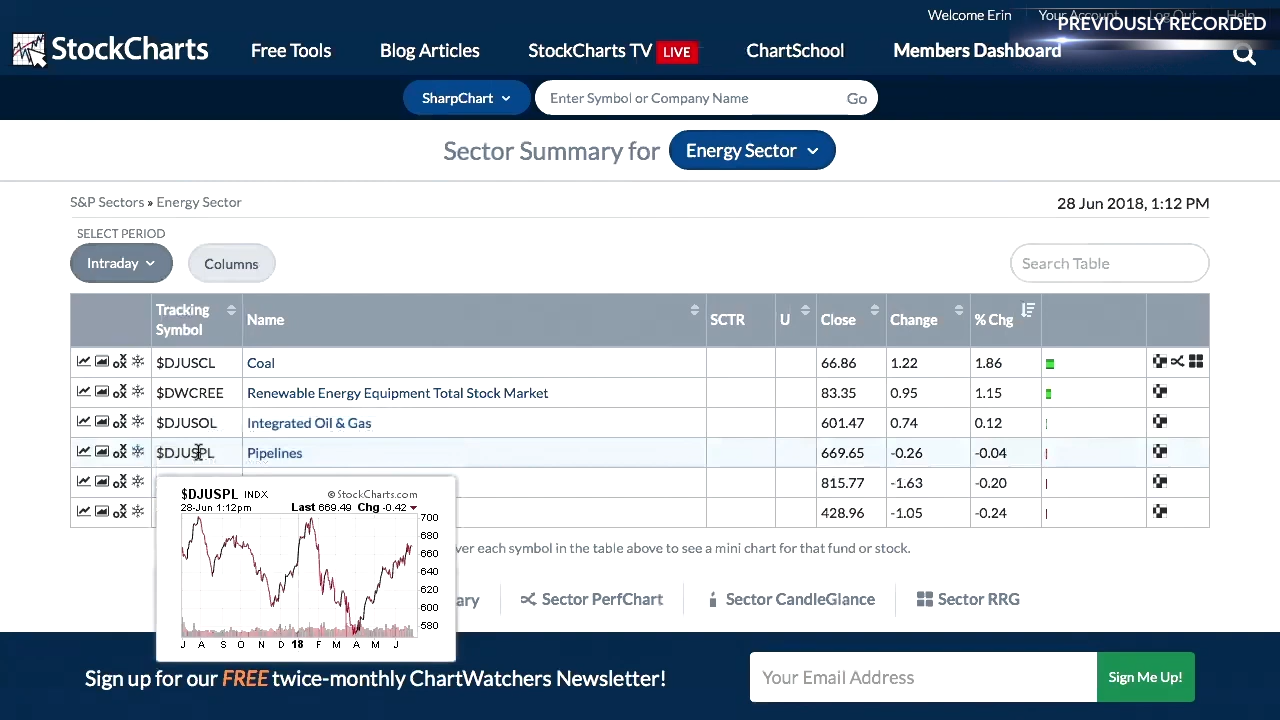 Welcome Erin Your Account Log Out Help
PREVIOUSLY RECORDED
StockCharts Free Tools Blog Articles StockCharts TV LIVE ChartSchool Members Dashboard
SharpChart Enter Symbol or Company Name Go
Sector Summary for Energy Sector
S&P Sectors » Energy Sector 28 Jun 2018, 1:12 PM
SELECT PERIOD
Intraday Columns Search Table
Tracking Symbol Name SCTR U Close Change % Chg
$DJUSCL Coal 66.86 1.22 1.86
$DWCREE Renewable Energy Equipment Total Stock Market 83.35 0.95 1.15
$DJUSOL Integrated Oil & Gas 601.47 0.74 0.12
$DJUSPL Pipelines 669.65 -0.26 -0.04
815.77 -1.63 -0.20
428.96 -1.05 -0.24
$DJUSPL INDX © StockCharts.com
28-Jun 1:12pm Last 669.49 Chg -0.42
700
680
660
640
620
600
580
J A S O N D 18 F M A M J
ver each symbol in the table above to see a mini chart for that fund or stock.
ary Sector PerfChart Sector CandleGlance Sector RRG
Sign up for our FREE twice-monthly ChartWatchers Newsletter! Your Email Address Sign Me Up!